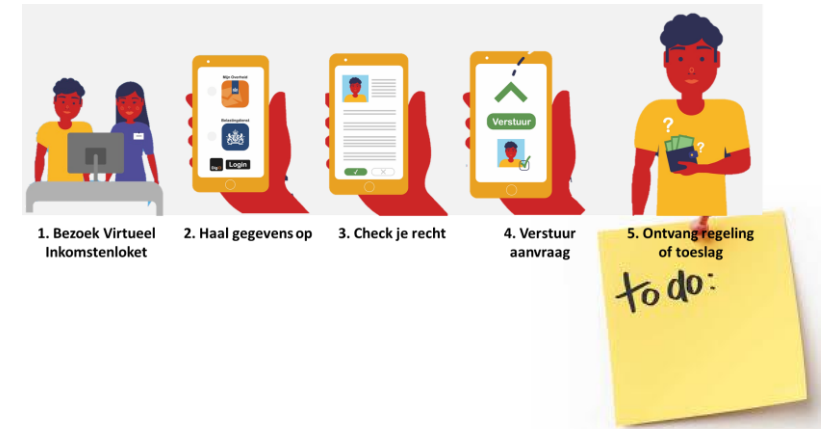 Mijn Overheid
Belastingdienst
Login
Verstuur
?
?
1. Bezoek Virtueel
Inkomstenloket
2. Haal gegevens op
3. Check je recht
4. Verstuur
aanvraag
5. Ontvang regeling
of toeslag
to do: